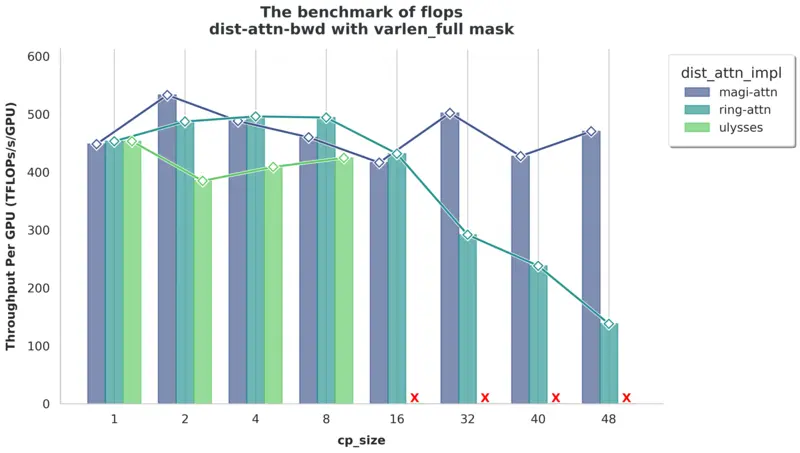 The benchmark of flops
dist-attn-bwd with varlen_full mask
dist_attn_impl
magi-attn
ring-attn
ulysses
Throughput Per GPU (TFLOPs/s/GPU)
600
500
400
300
200
100
0
X X X X
1 2 4 8 16 32 40 48
cp_size